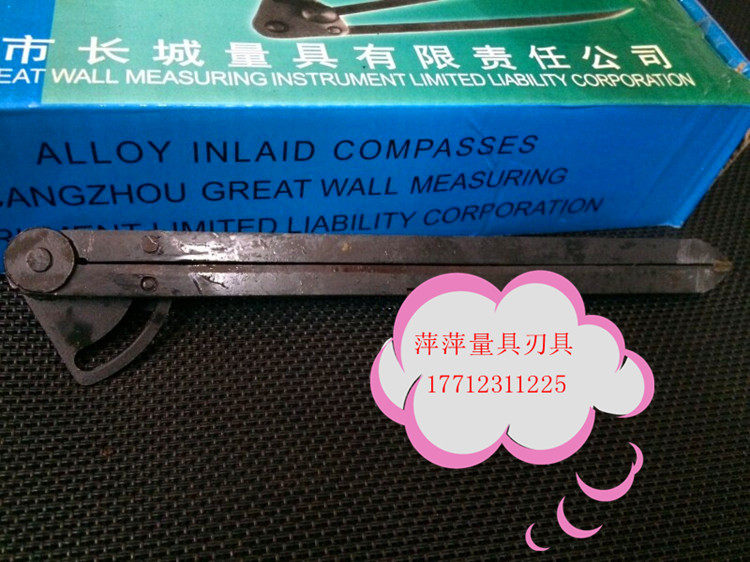 市长城量具有限责任公司
EAT WALL MEASURING INSTRUMENT LIMITED LIABILITY CORPORATION
ALLOY INLAID COMPASSES
CANGZHOU GREAT WALL MEASURING
LIMITED LIABILITY CORPORATION
萍萍量具刃具
17712311225